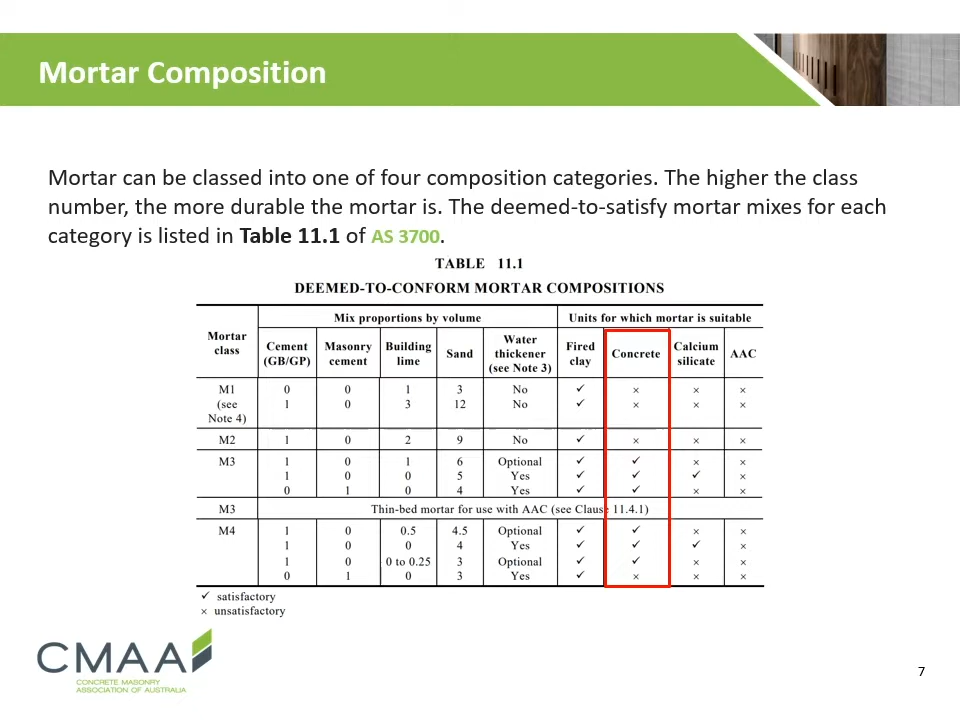 Mortar Composition
Mortar can be classed into one of four composition categories. The higher the class
number, the more durable the mortar is. The deemed-to-satisfy mortar mixes for each
category is listed in Table 11.1 of AS 3700.
TABLE 11.1
DEEMED-TO-CONFORM MORTAR COMPOSITIONS
Mortar class | Mix proportions by volume | Units for which mortar is suitable
Cement (GB/GP) | Masonry cement | Building lime | Sand | Water thickener (see Note 3) | Fired clay | Concrete | Calcium silicate | AAC
M1 0 0 1 3 No ✓ × × ×
(see 1 0 3 12 No ✓ × × ×
Note 4)
M2 1 0 2 9 No ✓ × × ×
M3 1 0 1 6 Optional ✓ ✓ × ×
1 0 0 5 Yes ✓ ✓ ✓ ×
0 1 0 4 Yes ✓ ✓ × ×
M3 Thin-bed mortar for use with AAC (see Clause 11.4.1)
M4 1 0 0.5 4.5 Optional ✓ ✓ × ×
1 0 0 4 Yes ✓ ✓ ✓ ×
1 0 0 to 0.25 3 Optional ✓ ✓ × ×
0 1 0 3 Yes ✓ × × ×
✓ satisfactory
× unsatisfactory
CMAA
CONCRETE MASONRY
ASSOCIATION OF AUSTRALIA
7